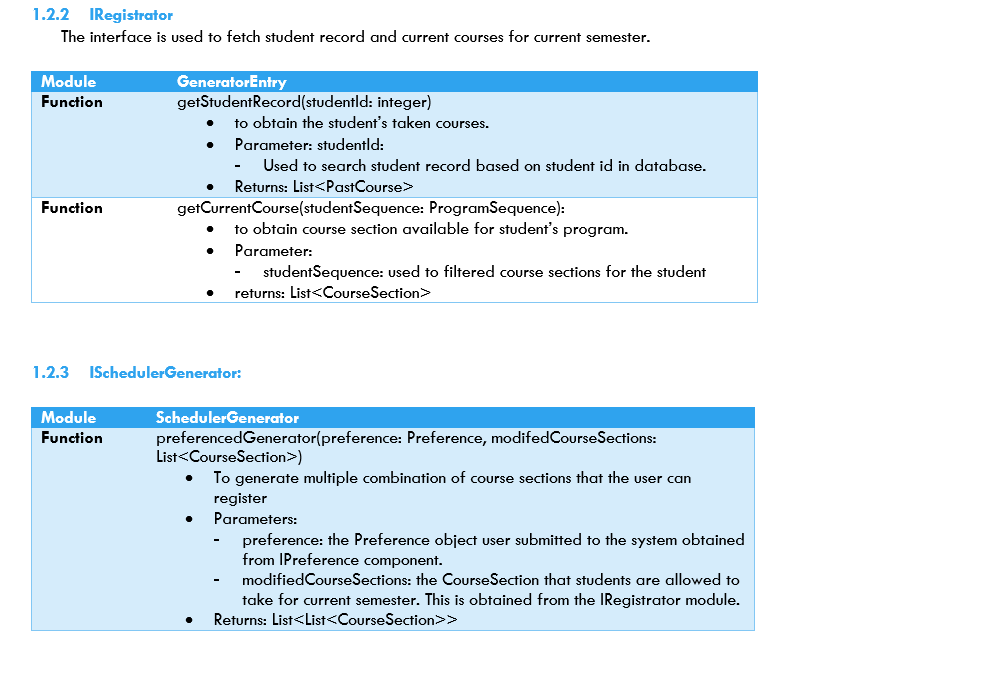 1.2.2 IRegistrator
The interface is used to fetch student record and current courses for current semester.
Module GeneratorEntry
Function getStudentRecord(studentId: integer)
• to obtain the student's taken courses.
• Parameter: studentId:
- Used to search student record based on student id in database.
• Returns: List<PastCourse>
Function getCurrentCourse(studentSequence: ProgramSequence):
• to obtain course section available for student's program.
• Parameter:
- studentSequence: used to filtered course sections for the student
• returns: List<CourseSection>
1.2.3 ISchedulerGenerator:
Module SchedulerGenerator
Function preferencedGenerator(preference: Preference, modifedCourseSections:
List<CourseSection>)
• To generate multiple combination of course sections that the user can
register
• Parameters:
- preference: the Preference object user submitted to the system obtained
from IPreference component.
- modifiedCourseSections: the CourseSection that students are allowed to
take for current semester. This is obtained from the IRegistrator module.
• Returns: List<List<CourseSection>>